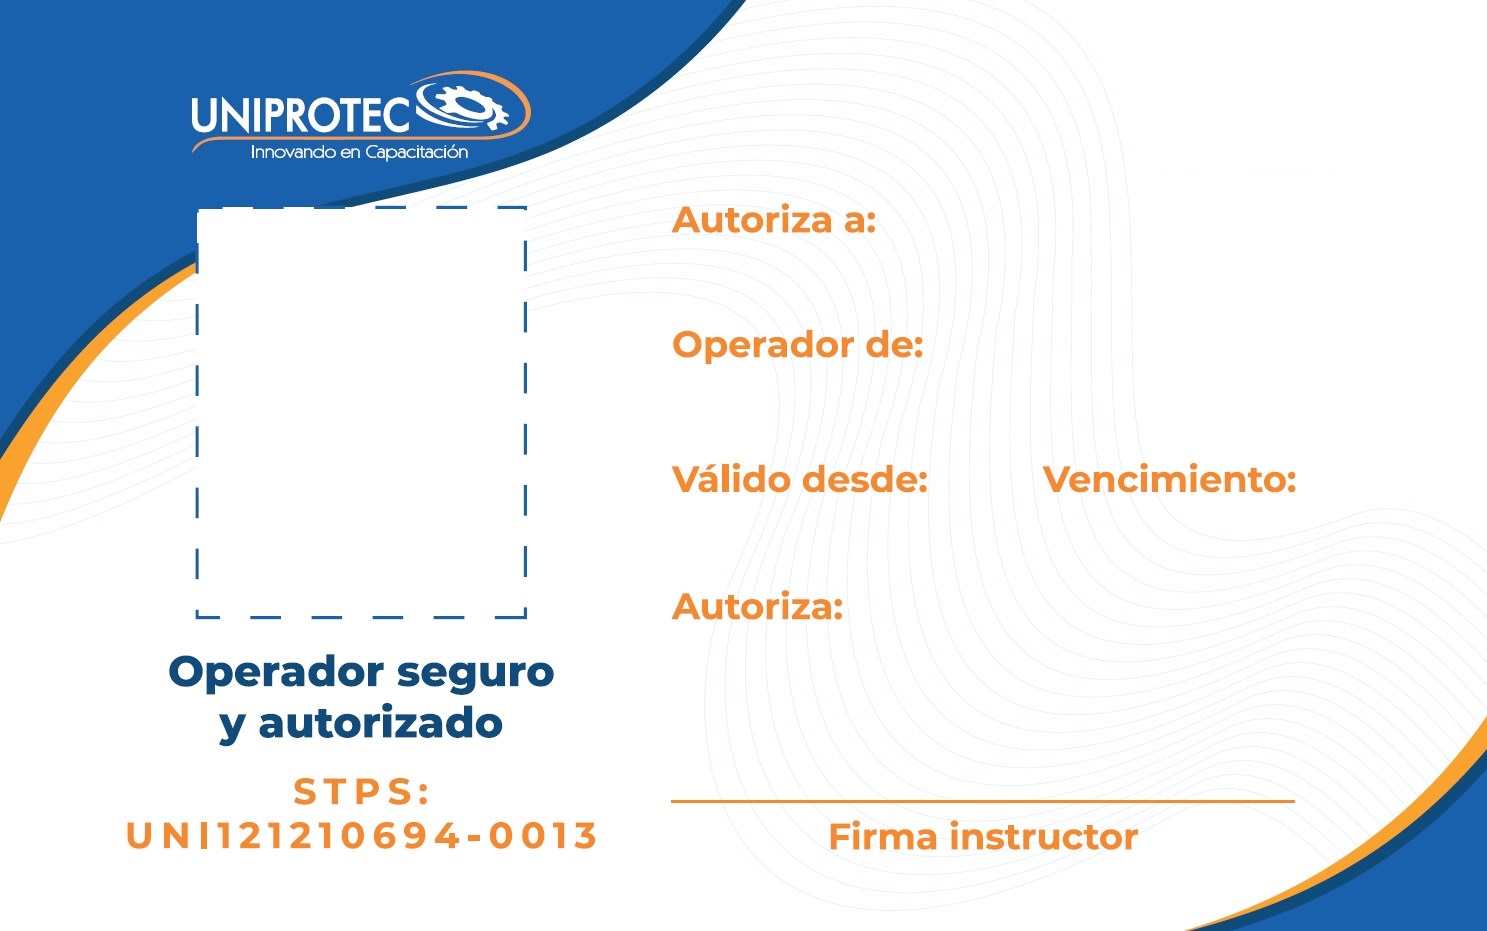 UNIPROTEC
Innovando en Capacitación
Autoriza a:
Operador de:
Válido desde: Vencimiento:
Autoriza:
Operador seguro
y autorizado
STPS:
UNI121210694-0013
Firma instructor